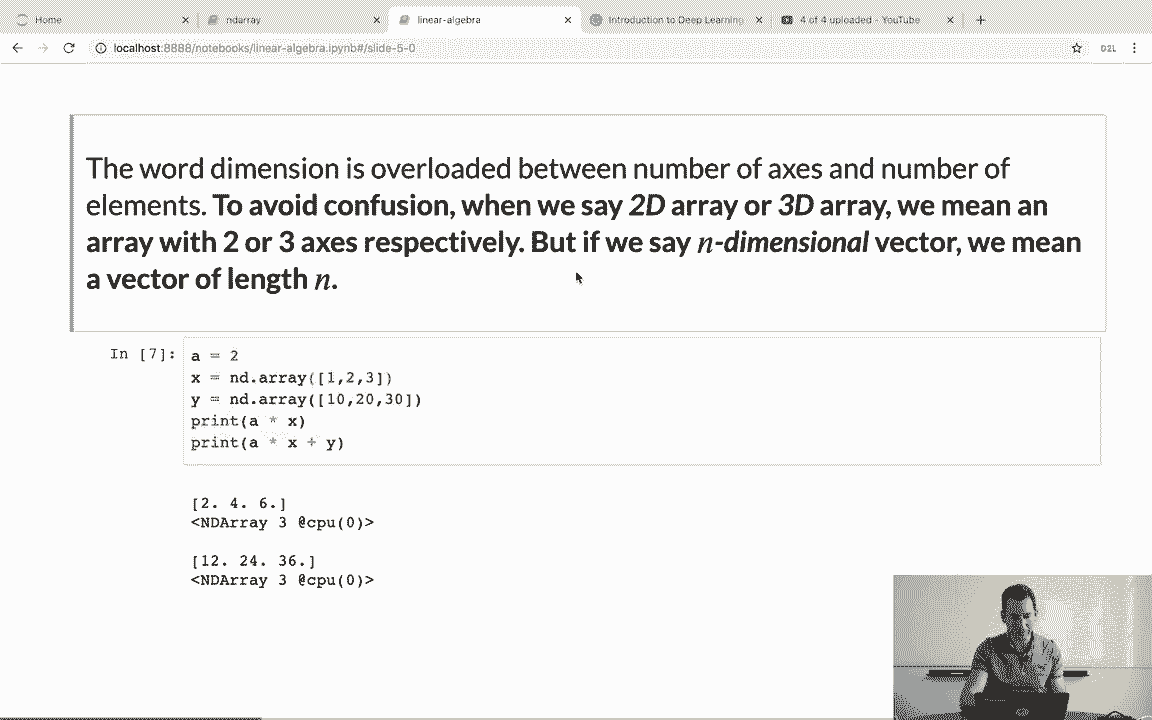 Home
ndarray
linear-algebra
Introduction to Deep Learning
4 of 4 uploaded - YouTube
localhost:8888/notebooks/linear-algebra.ipynb#/slide-5-0
D2L
The word dimension is overloaded between number of axes and number of
elements. To avoid confusion, when we say 2D array or 3D array, we mean an
array with 2 or 3 axes respectively. But if we say n-dimensional vector, we mean
a vector of length n.
In [7]:
a = 2
x = nd.array([1,2,3])
y = nd.array([10,20,30])
print(a * x)
print(a * x + y)
[2. 4. 6.]
<NDArray 3 @cpu(0)>
[12. 24. 36.]
<NDArray 3 @cpu(0)>